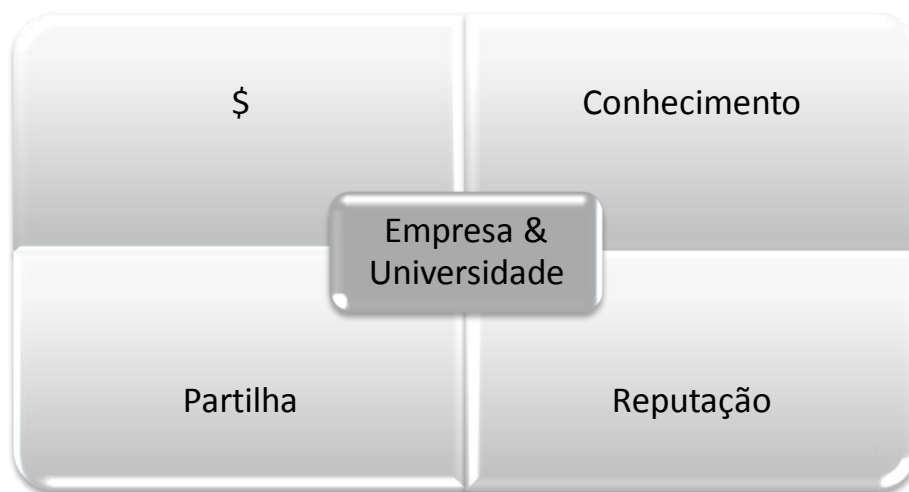 $
Conhecimento
Empresa &
Universidade
Partilha
Reputação